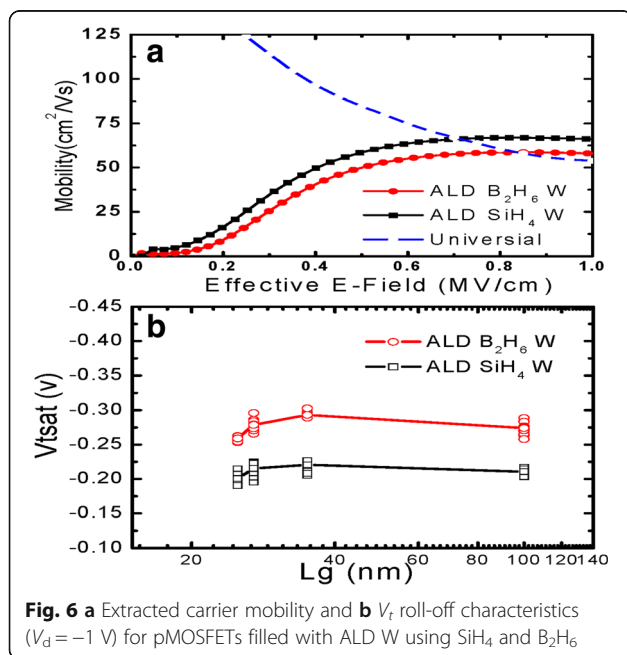 a
125
100
75
50
25
0
Mobility(cm²/Vs)
ALD B₂H₆ W
ALD SiH₄ W
Universial
0.0 0.2 0.4 0.6 0.8 1.0
Effective E-Field (MV/cm)
b
-0.45
-0.40
-0.35
-0.30
-0.25
-0.20
-0.15
-0.10
Vtsat (v)
ALD B₂H₆ W
ALD SiH₄ W
20 40 60 80 100 120 140
Lg (nm)
Fig. 6 a Extracted carrier mobility and b Vt roll-off characteristics
(Vd = −1 V) for pMOSFETs filled with ALD W using SiH₄ and B₂H₆